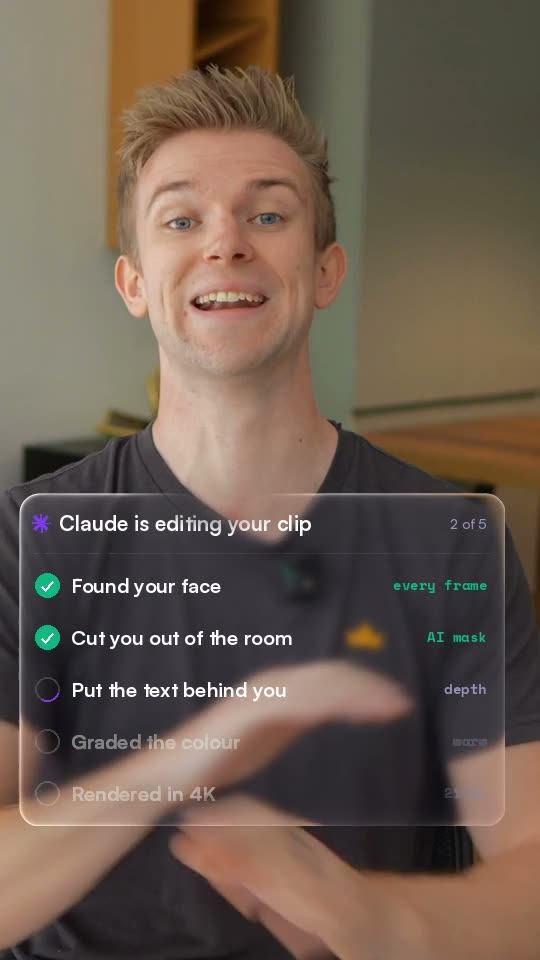 Claude is editing your clip
2 of 5
Found your face
every frame
Cut you out of the room
AI mask
Put the text behind you
depth
Graded the colour
Rendered in 4K